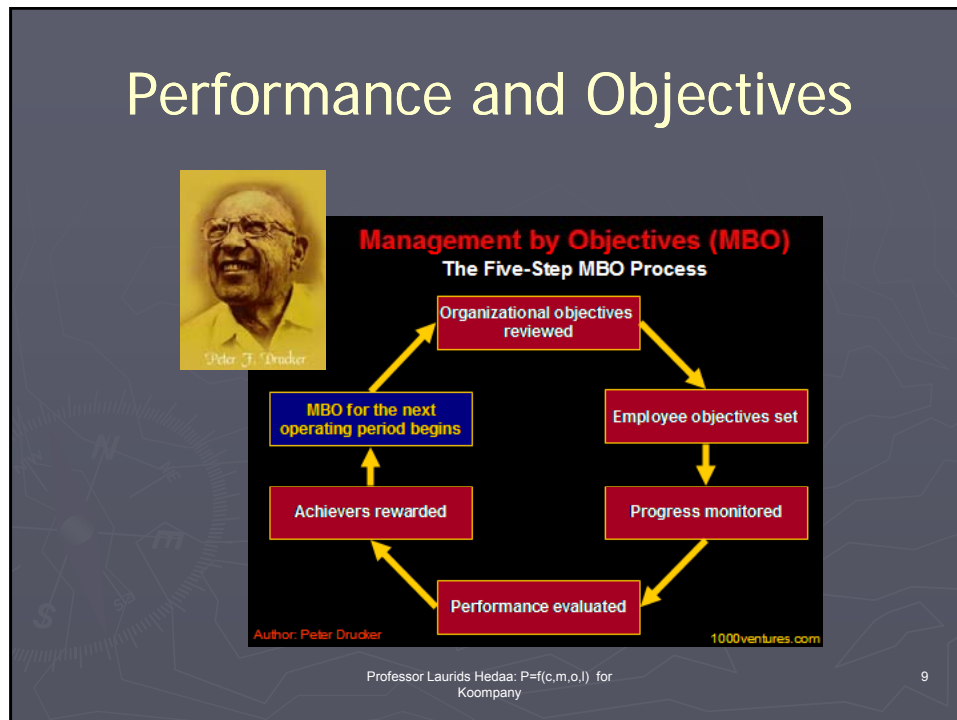 Performance and Objectives
Peter F. Drucker
Management by Objectives (MBO)
The Five-Step MBO Process
Organizational objectives
reviewed
Employee objectives set
Progress monitored
Performance evaluated
Achievers rewarded
MBO for the next
operating period begins
Author: Peter Drucker
1000ventures.com
N
m
S
Professor Laurids Hedaa: P=f(c,m,o,l) for
Koompany
9